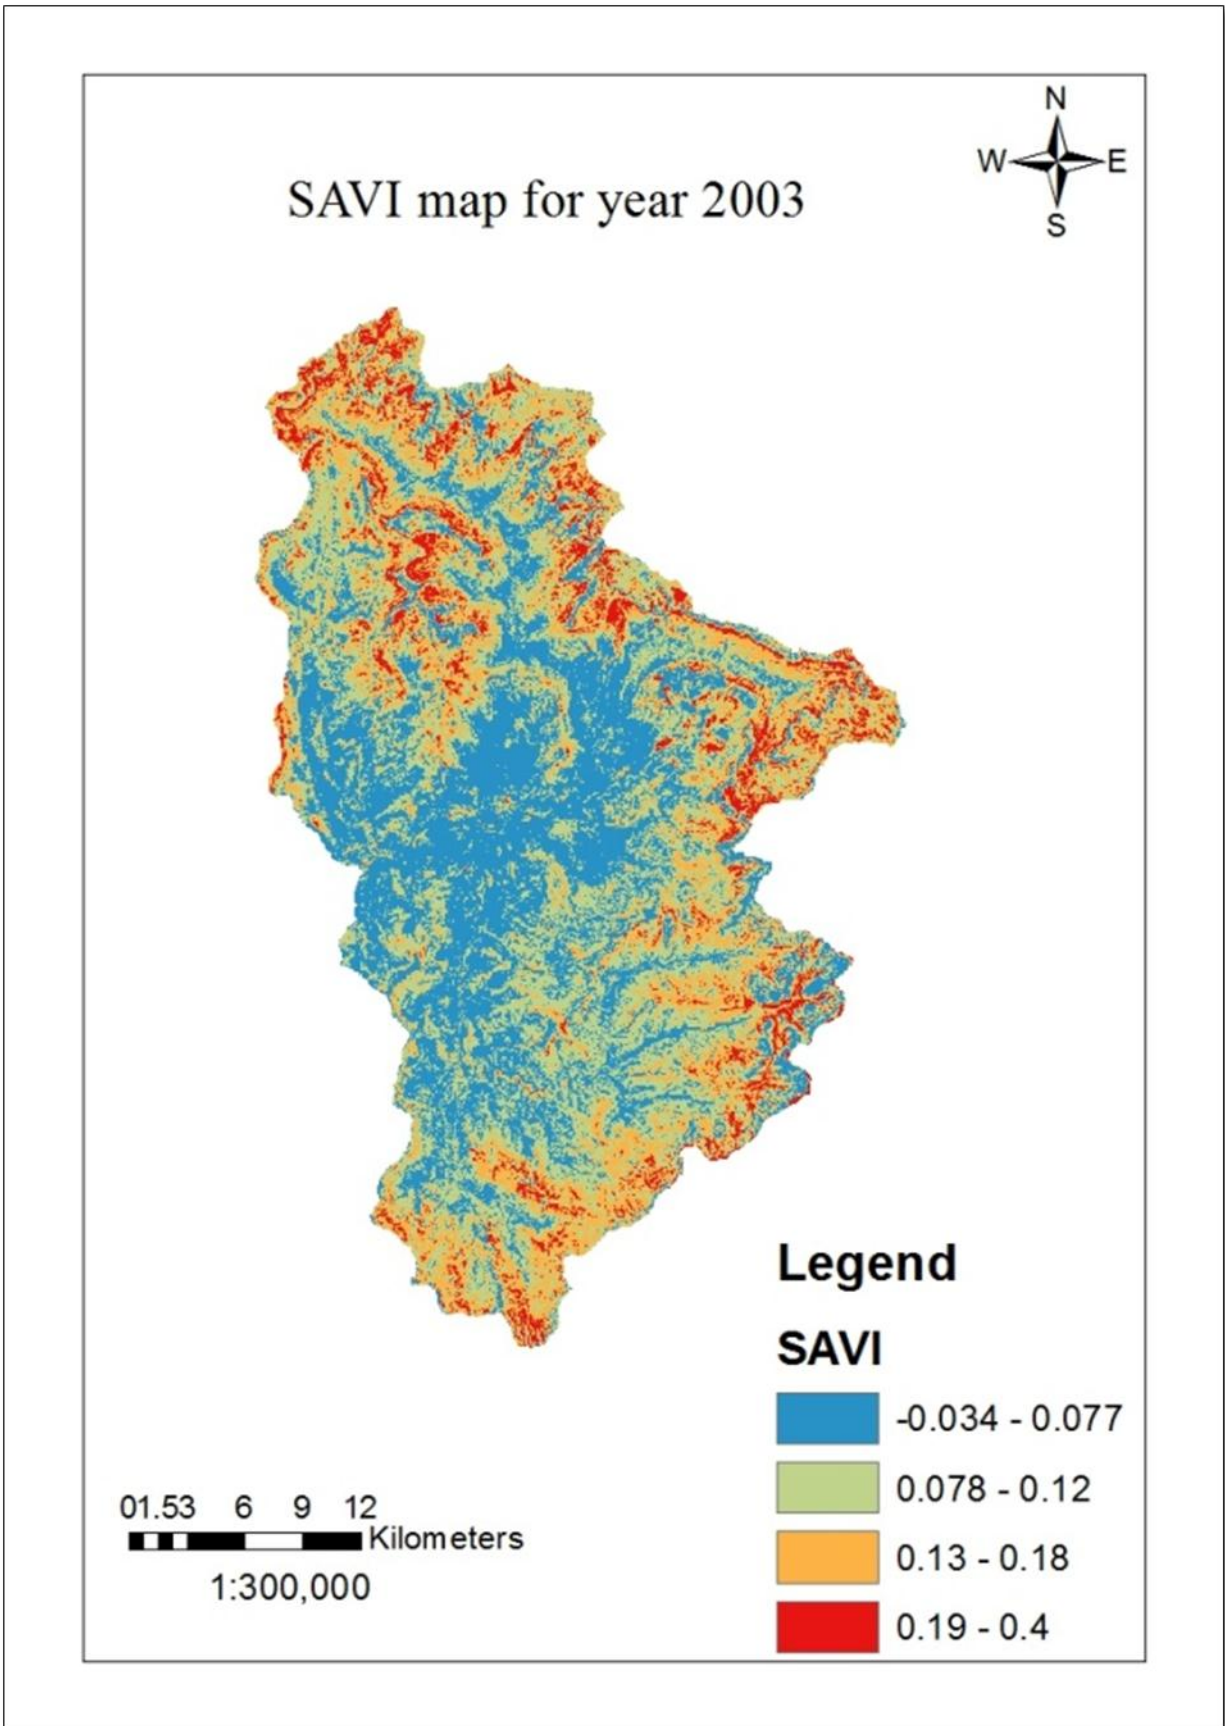 N
W E
S
SAVI map for year 2003
Legend
SAVI
-0.034 - 0.077
0.078 - 0.12
0.13 - 0.18
0.19 - 0.4
01.53 6 9 12
Kilometers
1:300,000